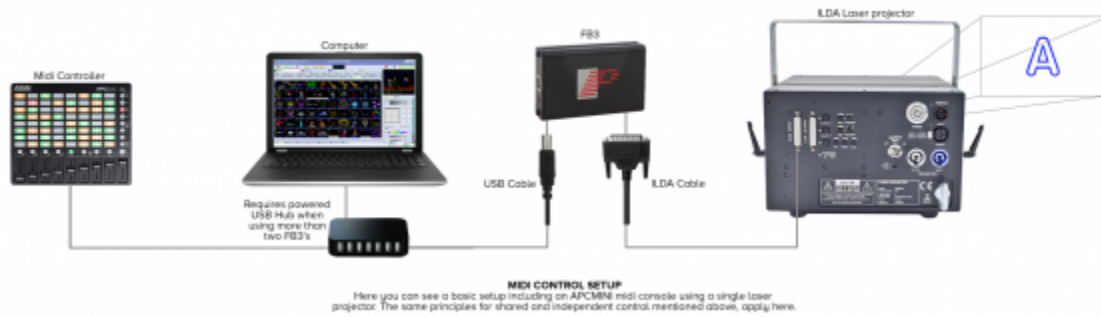 ILDA Laser projector
FB3
Computer
Midi Controller
A
USB Cable
ILDA Cable
Requires powered
USB Hub when
using more than
two FB3's
MIDI CONTROL SETUP
Here you can see a basic setup including an APCMINI midi console using a single laser
projector. The same principles for shared and independent control mentioned above, apply here.